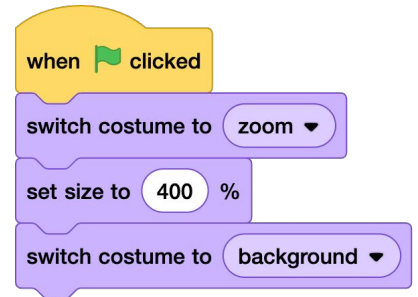 when clicked
switch costume to zoom
set size to 400 %
switch costume to background